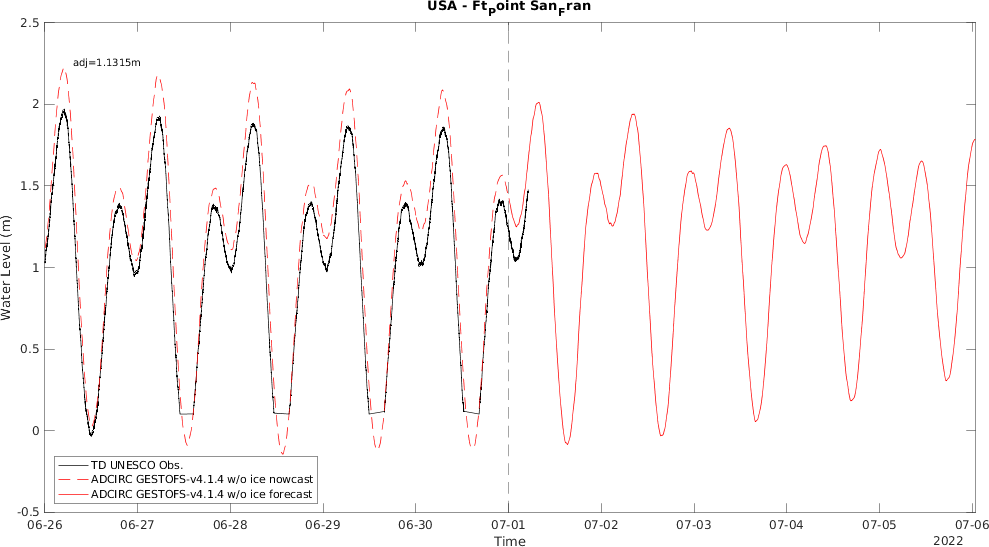 USA - FtPoint SanFran
2.5
2
1.5
1
0.5
0
-0.5
Water Level (m)
adj=1.1315m
TD UNESCO Obs.
ADCIRC GESTOFS-v4.1.4 w/o ice nowcast
ADCIRC GESTOFS-v4.1.4 w/o ice forecast
06-26 06-27 06-28 06-29 06-30 07-01 07-02 07-03 07-04 07-05 07-06
Time
2022